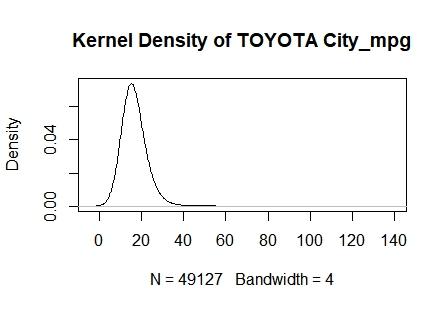 Kernel Density of TOYOTA City_mpg
Density
0.04
0.00
0 20 40 60 80 100 120 140
N = 49127 Bandwidth = 4